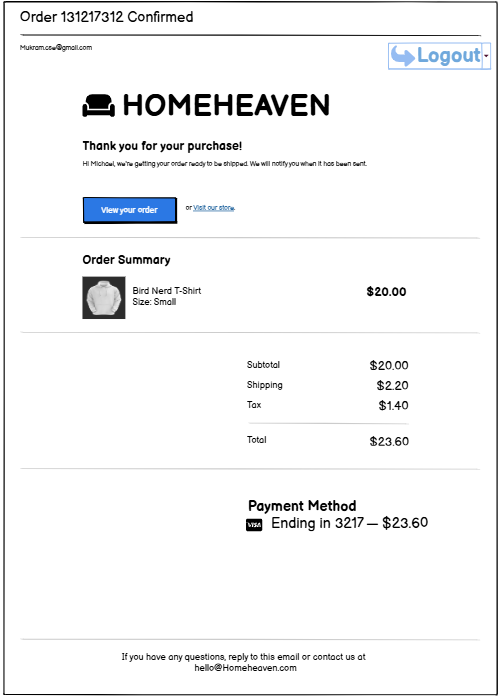 Order 131217312 Confirmed
Mukram.csw@gmail.com
Logout
HOMEHEAVEN
Thank you for your purchase!
Hi Michael, we're getting your order ready to be shipped. We will notify you when it has been sent.
View your order or Visit our store.
Order Summary
Bird Nerd T-Shirt $20.00
Size: Small
Subtotal $20.00
Shipping $2.20
Tax $1.40
Total $23.60
Payment Method
VISA Ending in 3217 — $23.60
If you have any questions, reply to this email or contact us at
hello@Homeheaven.com